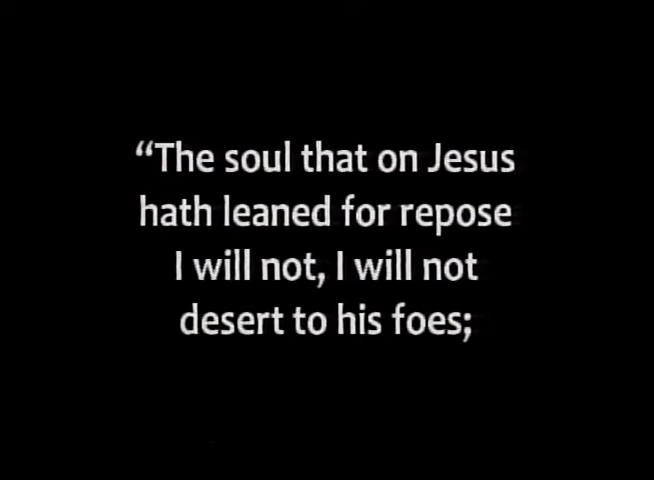 “The soul that on Jesus
hath leaned for repose
I will not, I will not
desert to his foes;